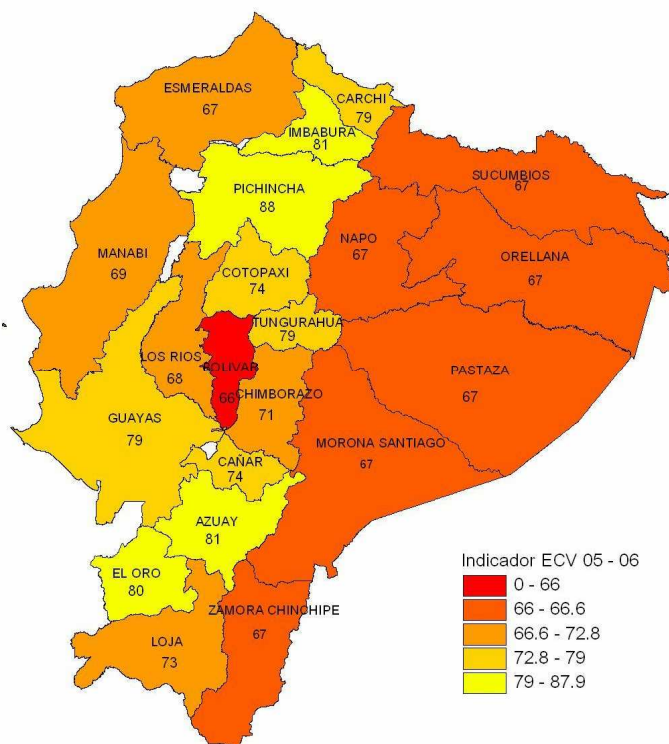 ESMERALDAS
67
CARCHI
79
IMBABURA
81
SUCUMBIOS
67
PICHINCHA
88
NAPO
67
ORELLANA
67
MANABI
69
COTOPAXI
74
TUNGURAHUA
79
LOS RIOS
68
BOLIVAR
66
CHIMBORAZO
71
PASTAZA
67
GUAYAS
79
MORONA SANTIAGO
67
CAÑAR
74
AZUAY
81
EL ORO
80
ZAMORA CHINCHIPE
67
LOJA
73
Indicador ECV 05 - 06
0 - 66
66 - 66.6
66.6 - 72.8
72.8 - 79
79 - 87.9